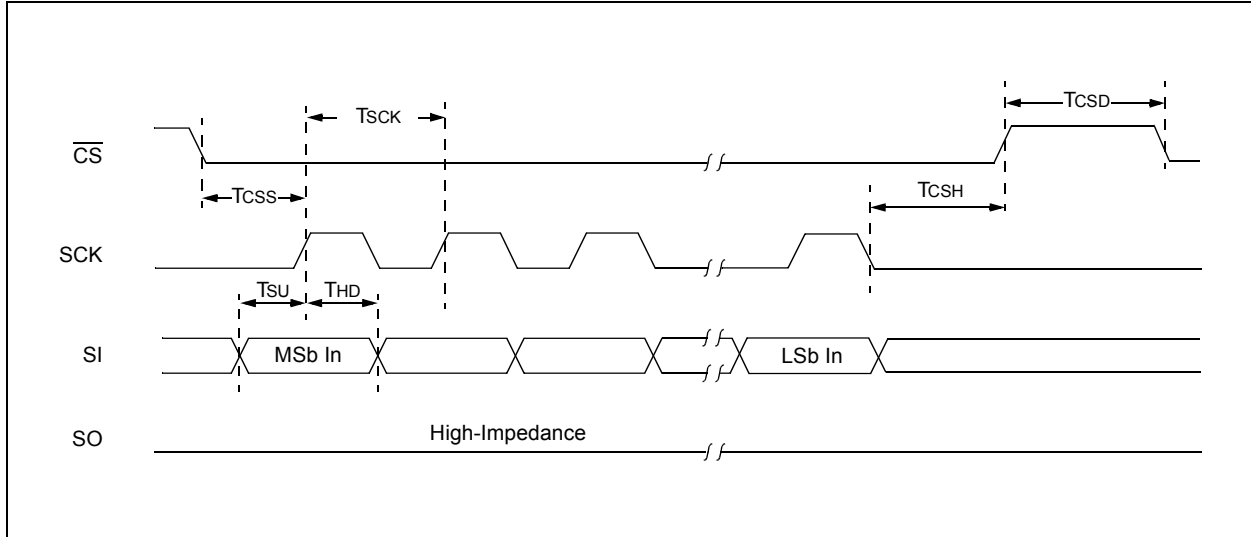 TCSD
TSCK
CS
TCSH
TCSS
SCK
TSU THD
SI MSb In LSb In
SO High-Impedance